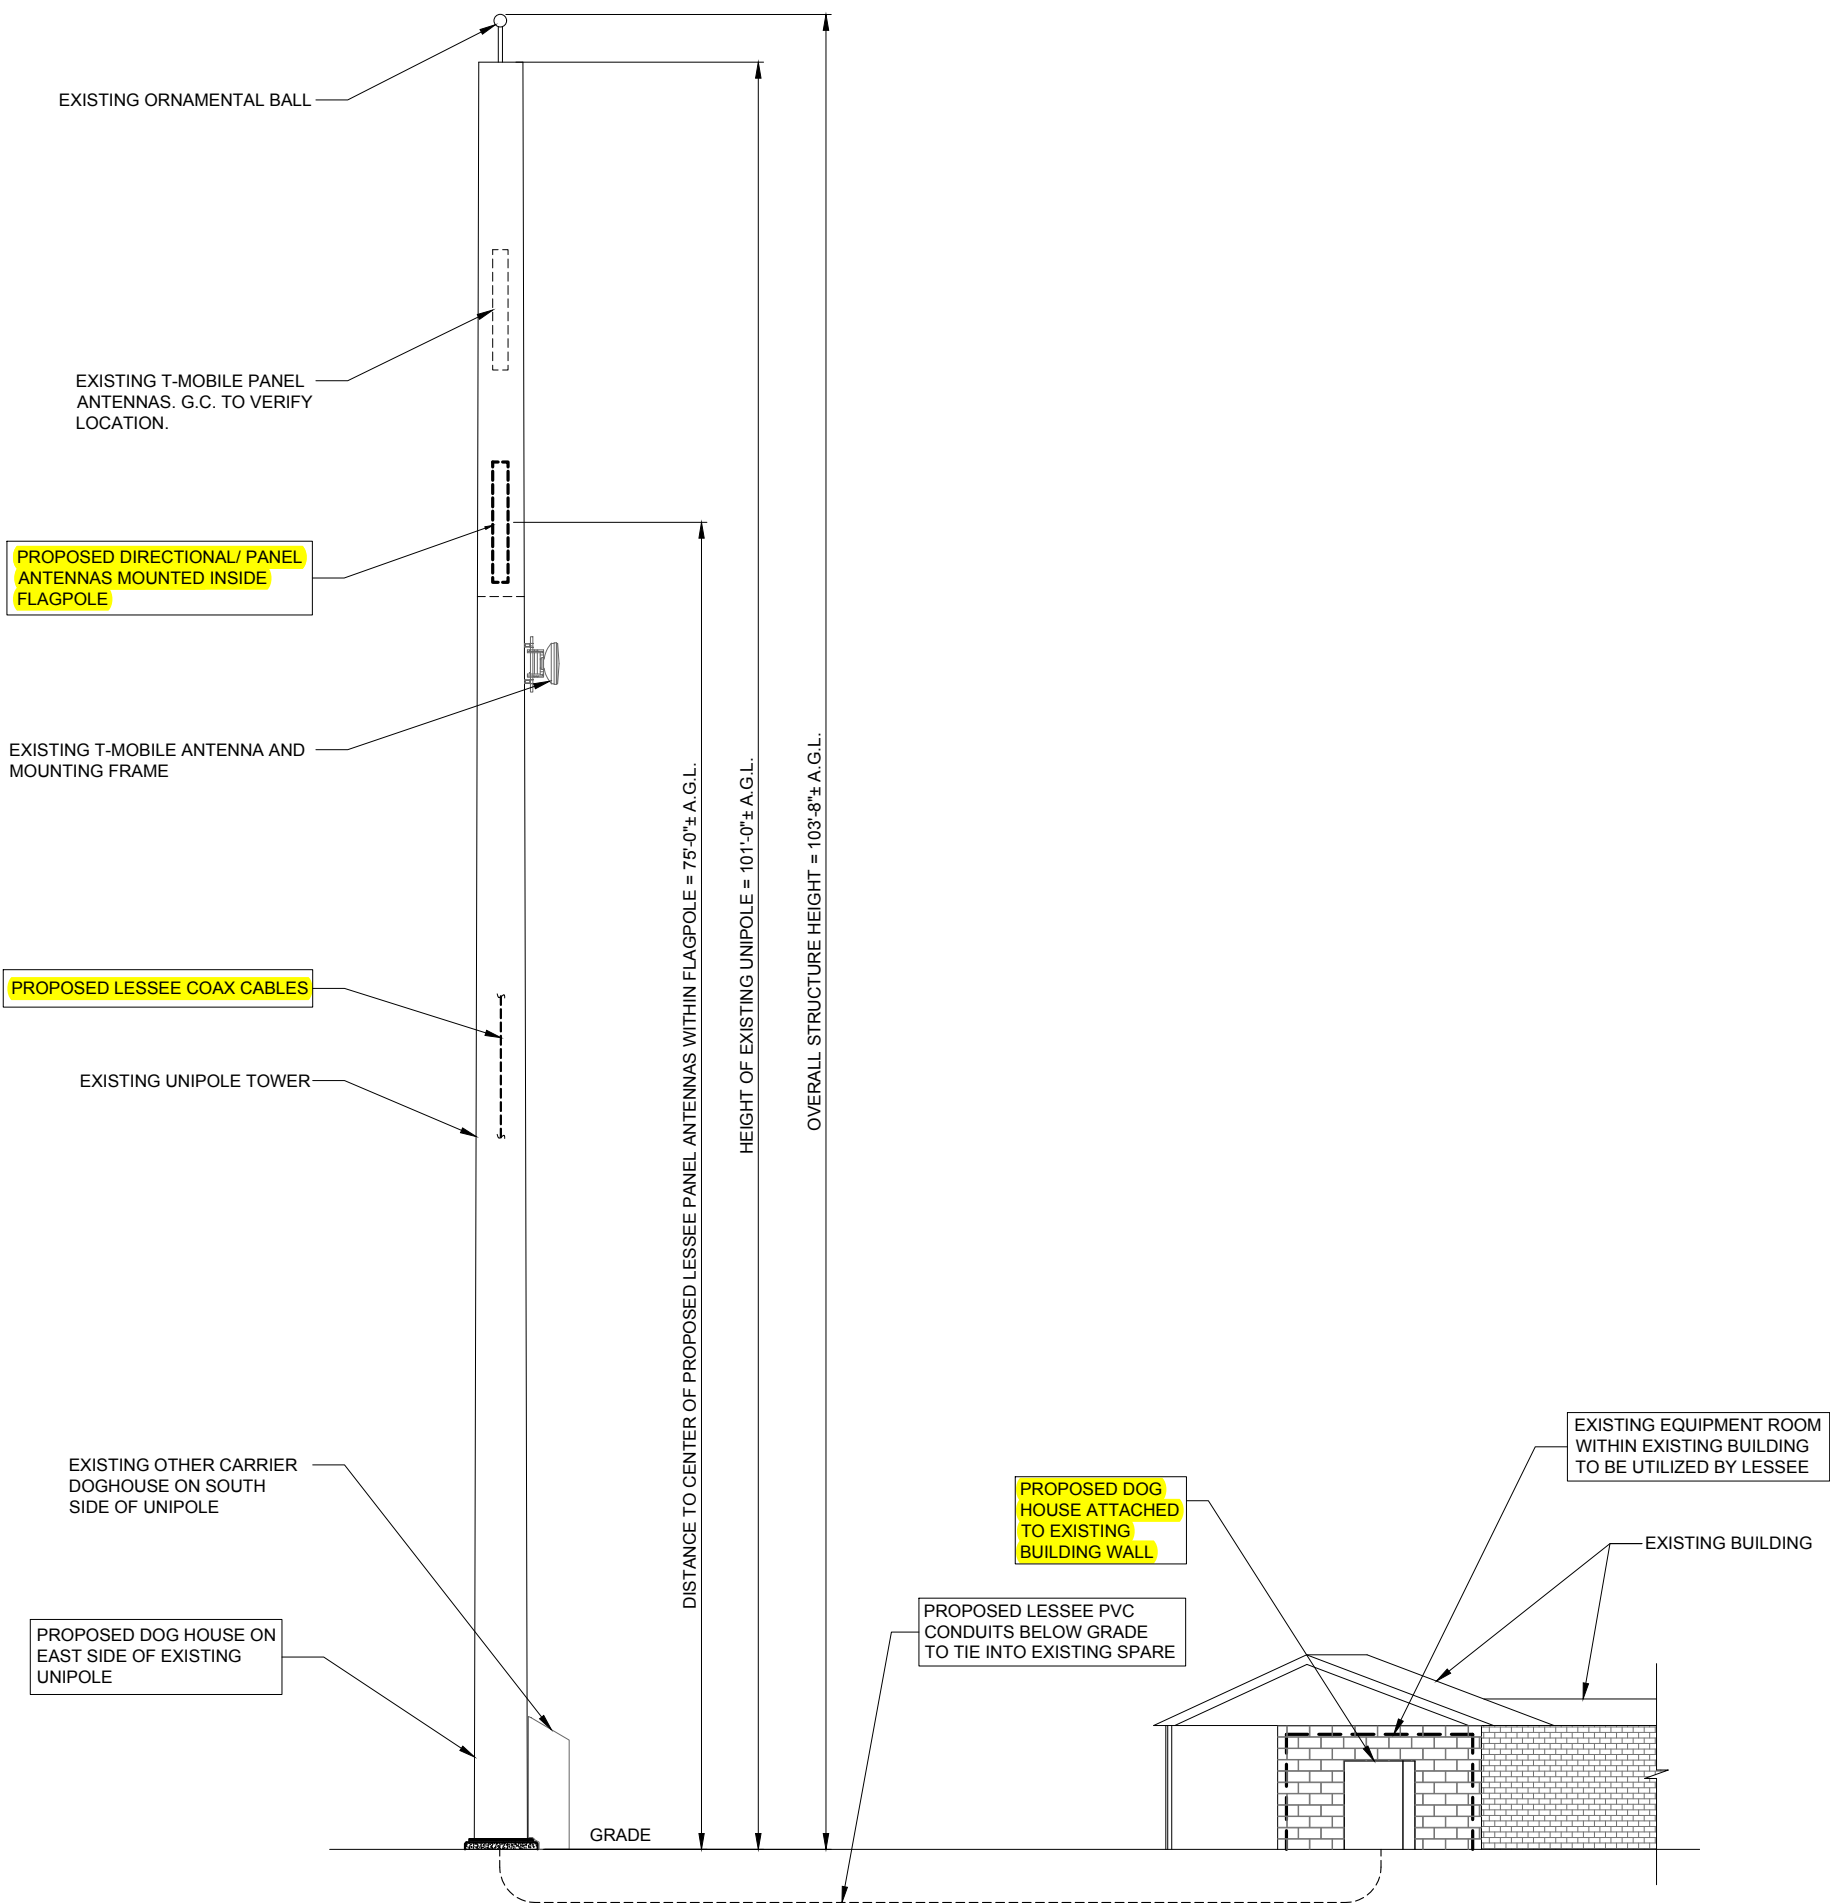 EXISTING ORNAMENTAL BALL
EXISTING T-MOBILE PANEL
ANTENNAS. G.C. TO VERIFY
LOCATION.
PROPOSED DIRECTIONAL/ PANEL
ANTENNAS MOUNTED INSIDE
FLAGPOLE
EXISTING T-MOBILE ANTENNA AND
MOUNTING FRAME
PROPOSED LESSEE COAX CABLES
EXISTING UNIPOLE TOWER
EXISTING OTHER CARRIER
DOGHOUSE ON SOUTH
SIDE OF UNIPOLE
PROPOSED DOG HOUSE ON
EAST SIDE OF EXISTING
UNIPOLE
DISTANCE TO CENTER OF PROPOSED LESSEE PANEL ANTENNAS WITHIN FLAGPOLE = 75'-0"± A.G.L.
HEIGHT OF EXISTING UNIPOLE = 101'-0"± A.G.L.
OVERALL STRUCTURE HEIGHT = 103'-8"± A.G.L.
GRADE
PROPOSED LESSEE PVC
CONDUITS BELOW GRADE
TO TIE INTO EXISTING SPARE
PROPOSED DOG
HOUSE ATTACHED
TO EXISTING
BUILDING WALL
EXISTING EQUIPMENT ROOM
WITHIN EXISTING BUILDING
TO BE UTILIZED BY LESSEE
EXISTING BUILDING